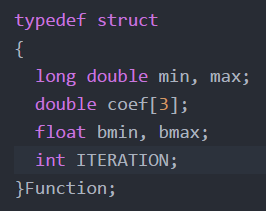 typedef struct
{
  long double min, max;
  double coef[3];
  float bmin, bmax;
  int ITERATION;
}Function;